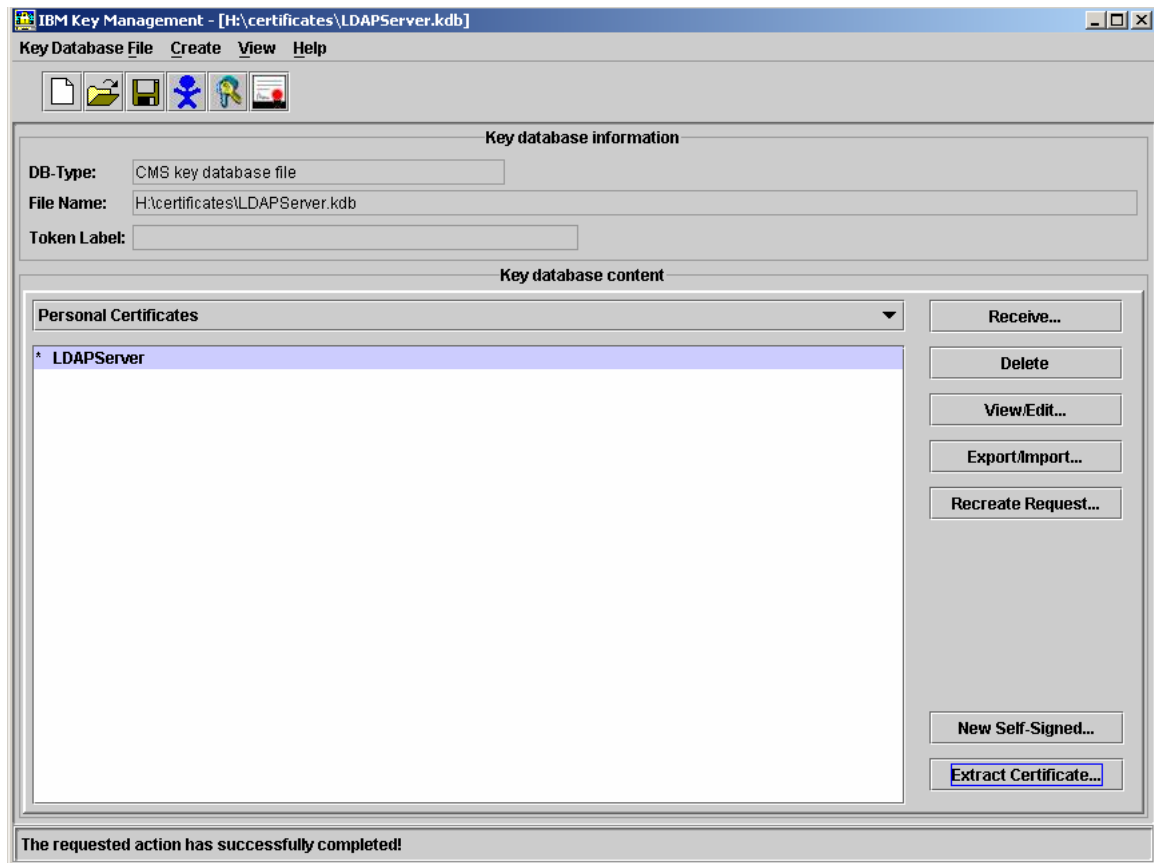 IBM Key Management - [H:\certificates\LDAPServer.kdb]
Key Database File Create View Help
Key database information
DB-Type: CMS key database file
File Name: H:\certificates\LDAPServer.kdb
Token Label:
Key database content
Personal Certificates Receive...
* LDAPServer
Delete
View/Edit...
Export/Import...
Recreate Request...
New Self-Signed...
Extract Certificate...
The requested action has successfully completed!